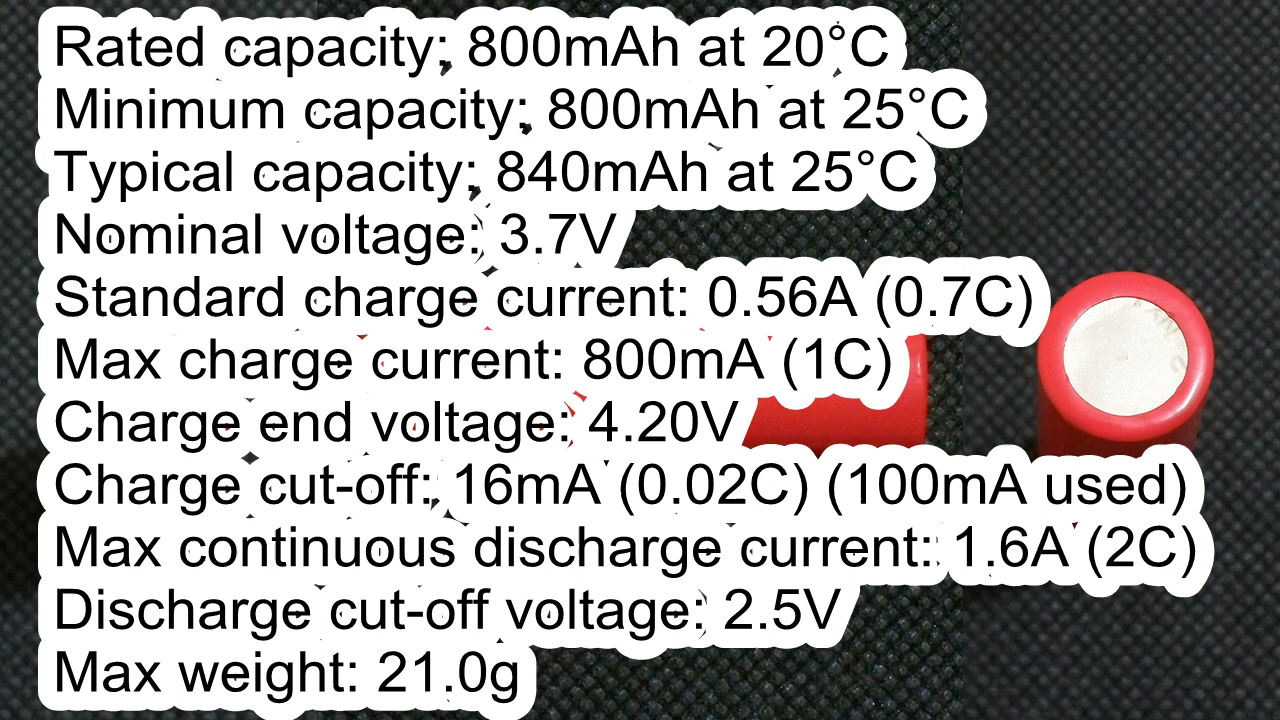 Rated capacity: 800mAh at 20°C
Minimum capacity: 800mAh at 25°C
Typical capacity: 840mAh at 25°C
Nominal voltage: 3.7V
Standard charge current: 0.56A (0.7C)
Max charge current: 800mA (1C)
Charge end voltage: 4.20V
Charge cut-off: 16mA (0.02C) (100mA used)
Max continuous discharge current: 1.6A (2C)
Discharge cut-off voltage: 2.5V
Max weight: 21.0g